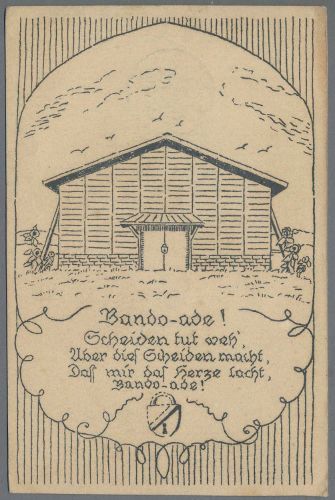 Bando-ade!
Scheiden tut weh',
Aber dieſ Scheiden macht,
Daſſ mir daſ Herze lacht,
Bando-ade!